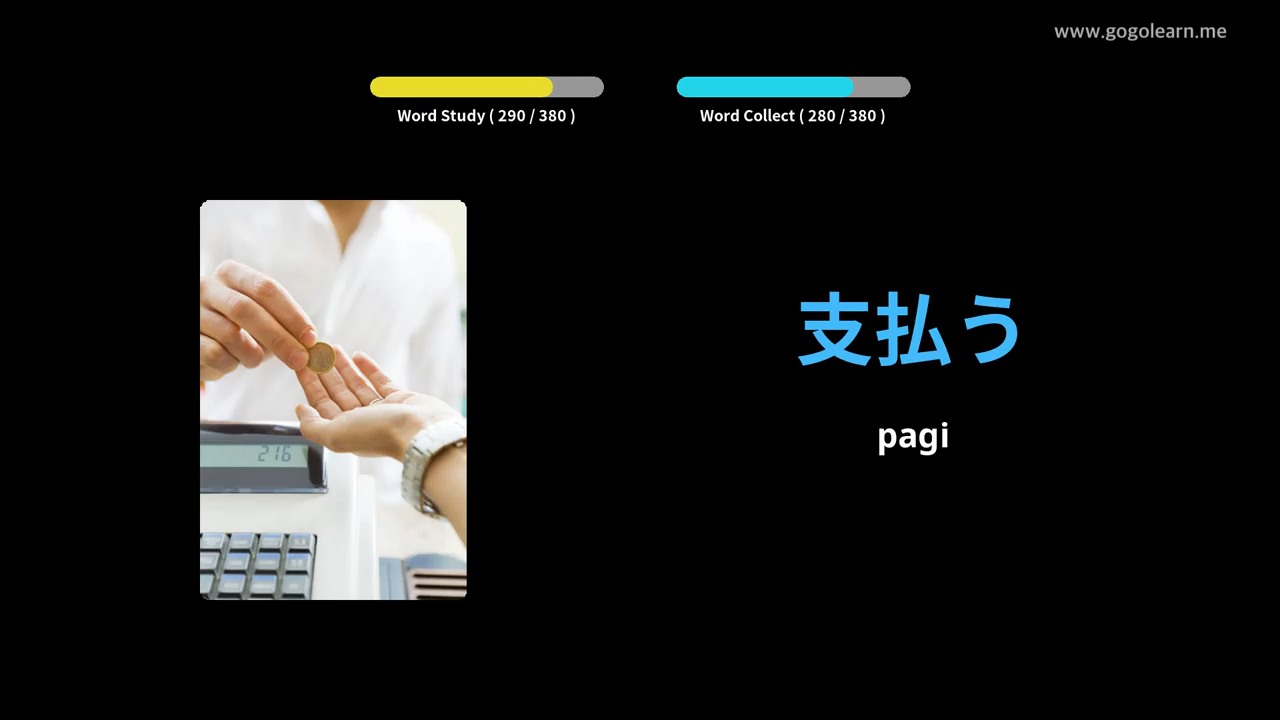 www.gogolearn.me
Word Study ( 290 / 380 )
Word Collect ( 280 / 380 )
支払う
pagi
216